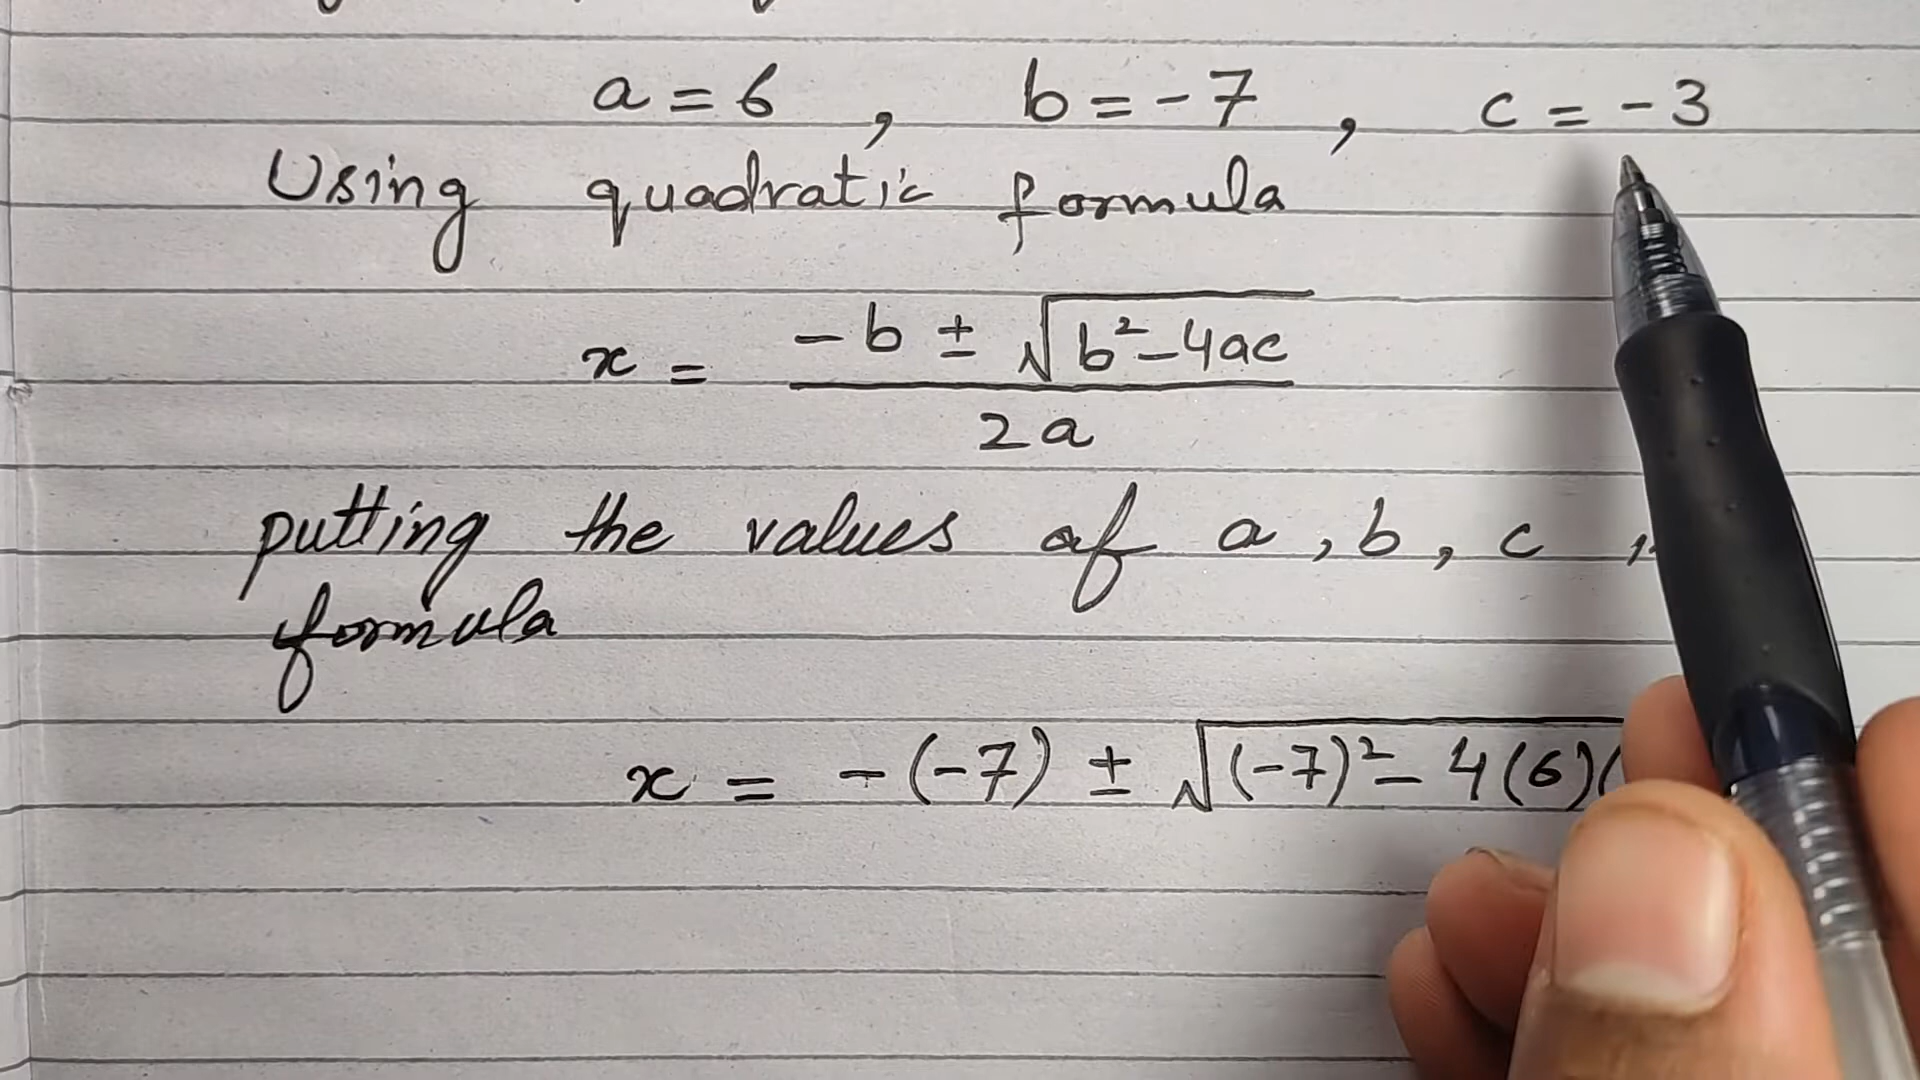 a = 6 , b = -7 , c = -3
Using quadratic formula
x = -b ± √b²-4ac
2a
putting the values of a, b, c,
formula
x = -(-7) ± √(-7)² - 4(6)(